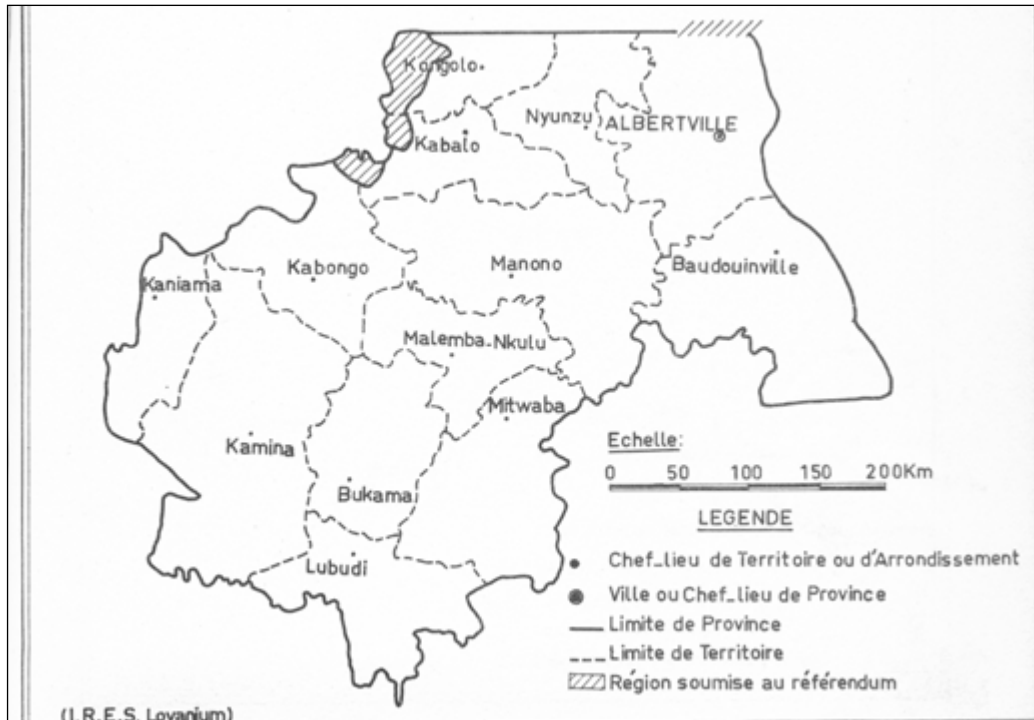 Kongolo
Nyunzu
ALBERTVILLE
Kabalo
Kabongo
Manono
Baudouinville
Kaniama
Malemba-Nkulu
Mitwaba
Kamina
Bukama
Lubudi
Echelle:
0 50 100 150 200Km
LEGENDE
Chef-lieu de Territoire ou d'Arrondissement
Ville ou Chef-lieu de Province
Limite de Province
Limite de Territoire
Région soumise au référendum
(I.R.E.S. Lovanium)